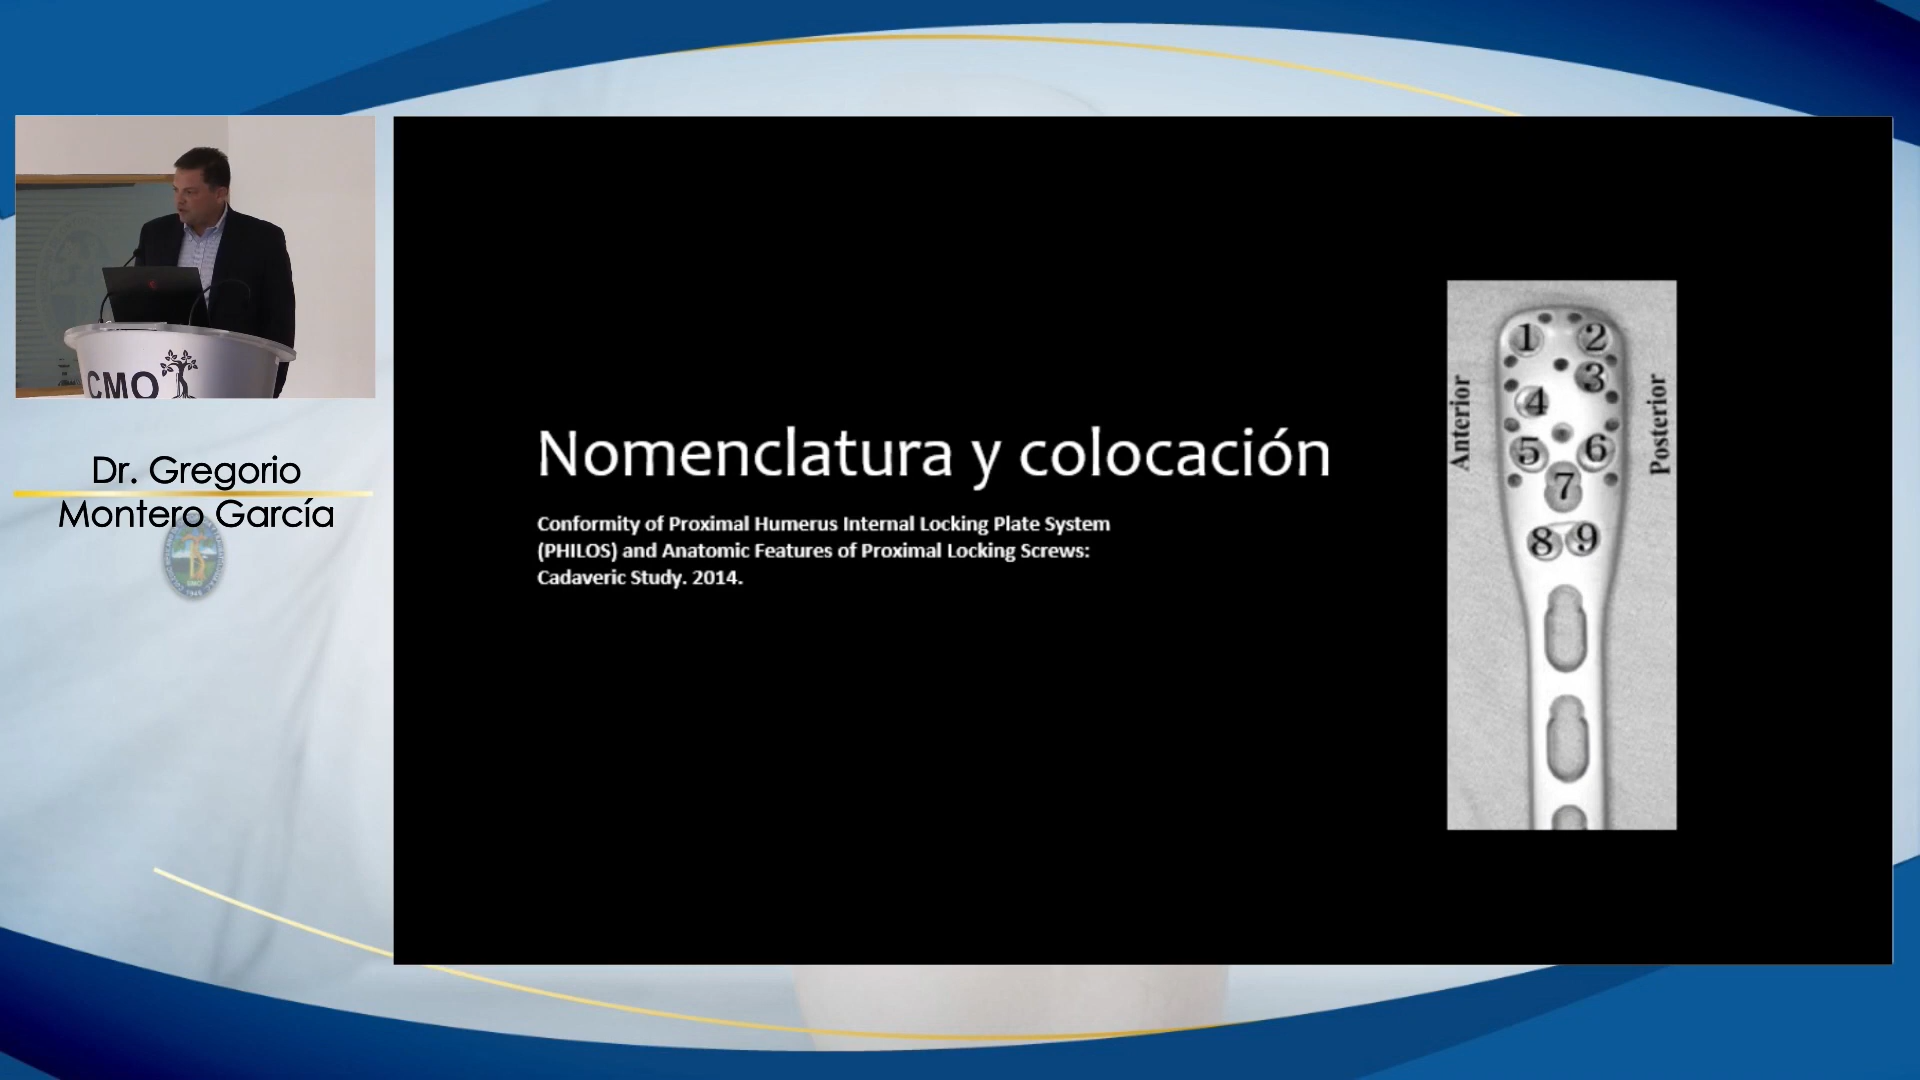 CMO
Dr. Gregorio
Montero García
Nomenclatura y colocación
Conformity of Proximal Humerus Internal Locking Plate System
(PHILOS) and Anatomic Features of Proximal Locking Screws:
Cadaveric Study. 2014.
Anterior
Posterior
1 2
3
4
5 6
7
8 9